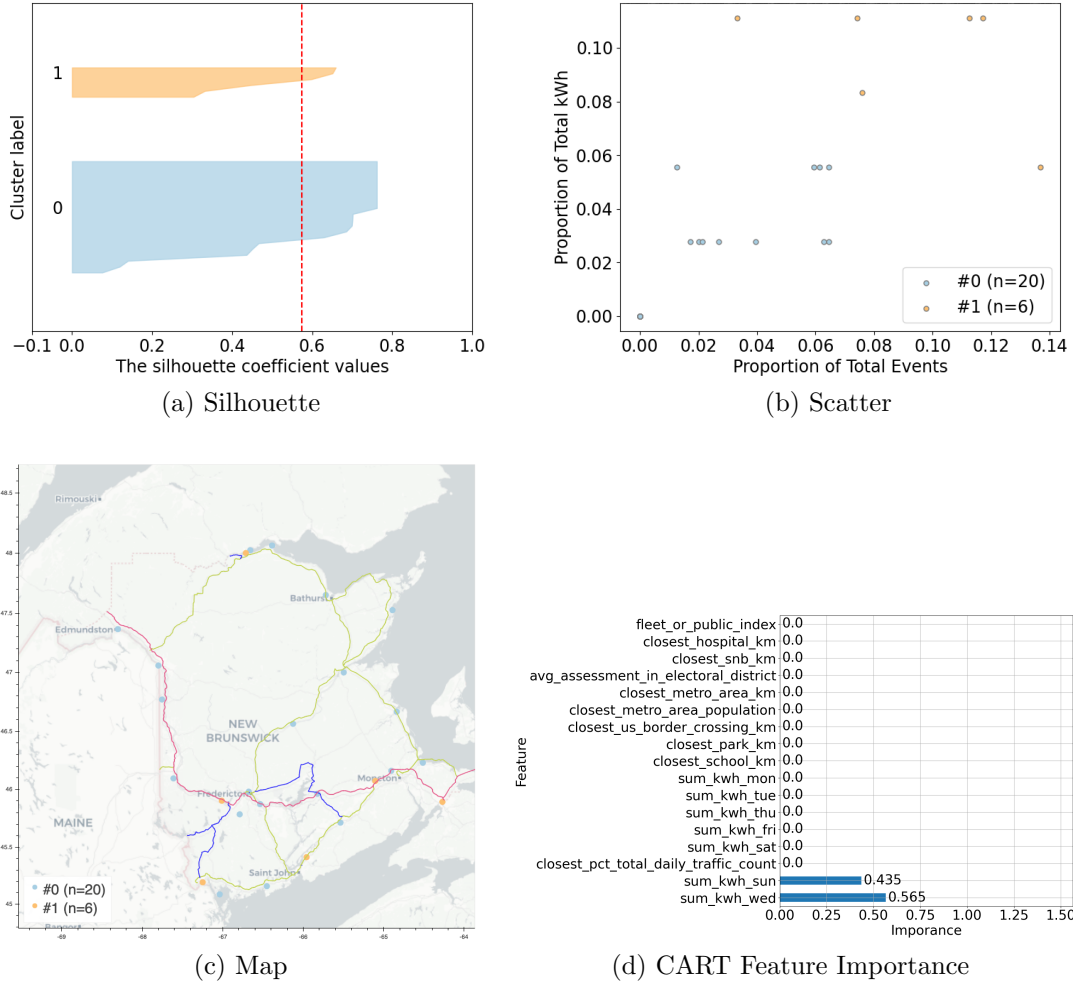 1
0
Cluster label
−0.1 0.0 0.2 0.4 0.6 0.8 1.0
The silhouette coefficient values
(a) Silhouette
0.10
0.08
0.06
0.04
0.02
0.00
Proportion of Total kWh
#0 (n=20)
#1 (n=6)
0.00 0.02 0.04 0.06 0.08 0.10 0.12 0.14
Proportion of Total Events
(b) Scatter
48.5
48
47.5
47
46.5
46
45.5
45
Rimouski
Bathurst
Edmundston
NEW
BRUNSWICK
Moncton
Fredericton
MAINE
Saint John
#0 (n=20)
#1 (n=6)
Bangor
-69 -68 -67 -66 -65 -64
(c) Map
Feature
fleet_or_public_index 0.0
closest_hospital_km 0.0
closest_snb_km 0.0
avg_assessment_in_electoral_district 0.0
closest_metro_area_km 0.0
closest_metro_area_population 0.0
closest_us_border_crossing_km 0.0
closest_park_km 0.0
closest_school_km 0.0
sum_kwh_mon 0.0
sum_kwh_tue 0.0
sum_kwh_thu 0.0
sum_kwh_fri 0.0
sum_kwh_sat 0.0
closest_pct_total_daily_traffic_count 0.0
sum_kwh_sun 0.435
sum_kwh_wed 0.565
0.00 0.25 0.50 0.75 1.00 1.25 1.50
Imporance
(d) CART Feature Importance